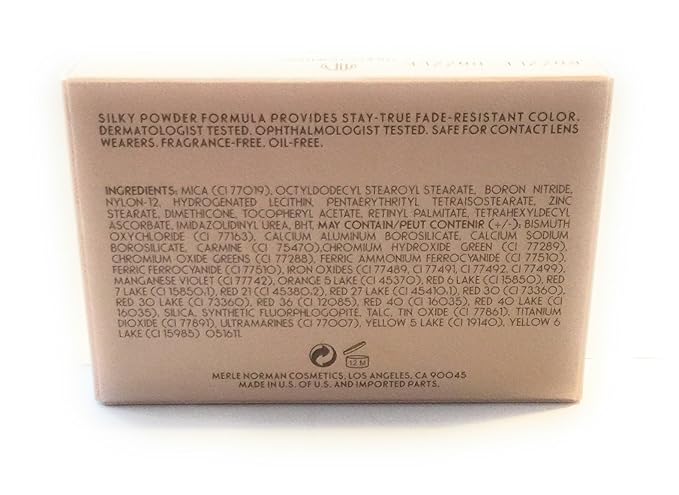 SILKY POWDER FORMULA PROVIDES STAY-TRUE FADE-RESISTANT COLOR.
DERMATOLOGIST TESTED. OPHTHALMOLOGIST TESTED. SAFE FOR CONTACT LENS
WEARERS. FRAGRANCE-FREE. OIL-FREE.
INGREDIENTS: MICA (CI 77019), OCTYLDODECYL STEAROYL STEARATE, BORON NITRIDE,
NYLON-12, HYDROGENATED LECITHIN, PENTAERYTHRITYL TETRAISOSTEARATE, ZINC
STEARATE, DIMETHICONE, TOCOPHERYL ACETATE, RETINYL PALMITATE, TETRAHEXYLDECYL
ASCORBATE, IMIDAZOLIDINYL UREA, BHT. MAY CONTAIN/PEUT CONTENIR (+/-): BISMUTH
OXYCHLORIDE (CI 77163), CALCIUM ALUMINUM BOROSILICATE, CALCIUM SODIUM
BOROSILICATE, CARMINE (CI 75470),CHROMIUM HYDROXIDE GREEN (CI 77289),
CHROMIUM OXIDE GREENS (CI 77288), FERRIC AMMONIUM FERROCYANIDE (CI 77510),
FERRIC FERROCYANIDE (CI 77510), IRON OXIDES (CI 77489, CI 77491, CI 77492, CI 77499),
MANGANESE VIOLET (CI 77742), ORANGE 5 LAKE (CI 45370), RED 6 LAKE (CI 15850), RED
7 LAKE (CI 15850:1), RED 21 (CI 45380:2), RED 27 LAKE (CI 45410:1), RED 30 (CI 73360),
RED 30 LAKE (CI 73360), RED 36 (CI 12085), RED 40 (CI 16035), RED 40 LAKE (CI
16035), SILICA, SYNTHETIC FLUORPHLOGOPITE, TALC, TIN OXIDE (CI 77861), TITANIUM
DIOXIDE (CI 77891), ULTRAMARINES (CI 77007), YELLOW 5 LAKE (CI 19140), YELLOW 6
LAKE (CI 15985) 051611.
12 M
MERLE NORMAN COSMETICS, LOS ANGELES, CA 90045
MADE IN U.S. OF U.S. AND IMPORTED PARTS.